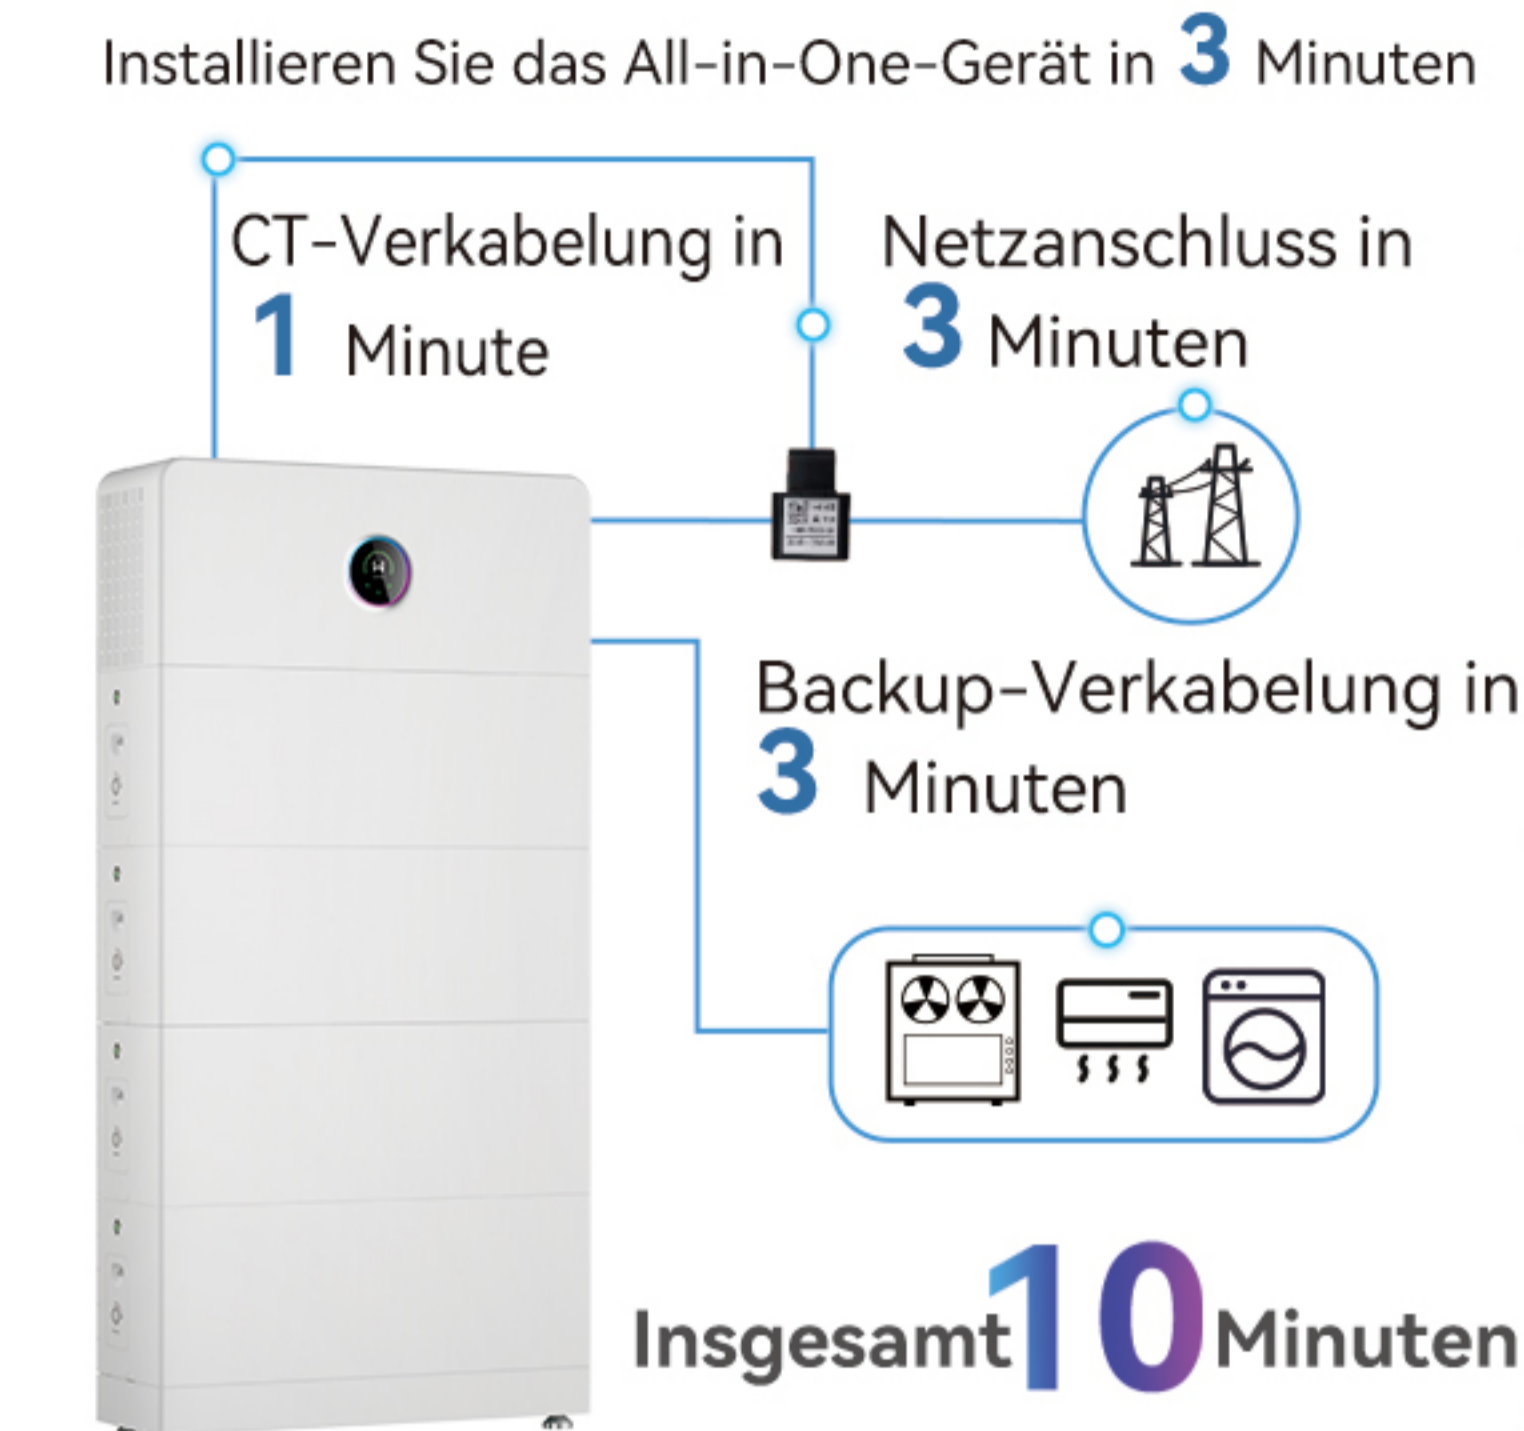 Installieren Sie das All-in-One-Gerät in 3 Minuten
CT-Verkabelung in
1 Minute
Netzanschluss in
3 Minuten
Backup-Verkabelung in
3 Minuten
Insgesamt 10 Minuten